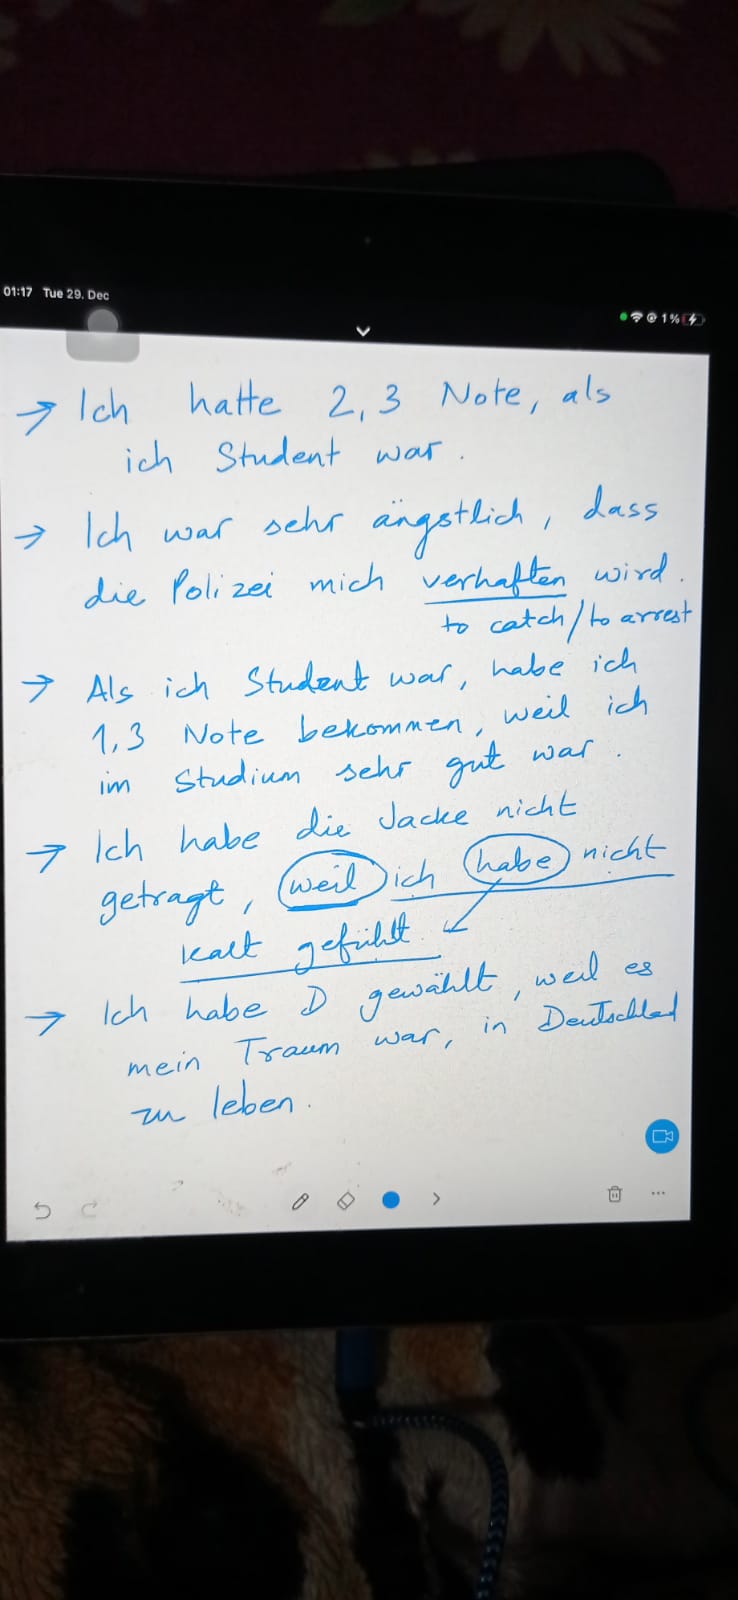 01:17 Tue 29. Dec
1%
→ Ich hatte 2,3 Note, als
ich Student war.
→ Ich war sehr ängstlich, dass
die Polizei mich verhaften wird.
to catch/to arrest
→ Als ich Student war, habe ich
1,3 Note bekommen, weil ich
im Studium sehr gut war.
→ Ich habe die Jacke nicht
getragt, weil ich habe nicht
kalt gefühlt.
→ Ich habe D gewählt, weil es
mein Traum war, in Deutschlad
zu leben.